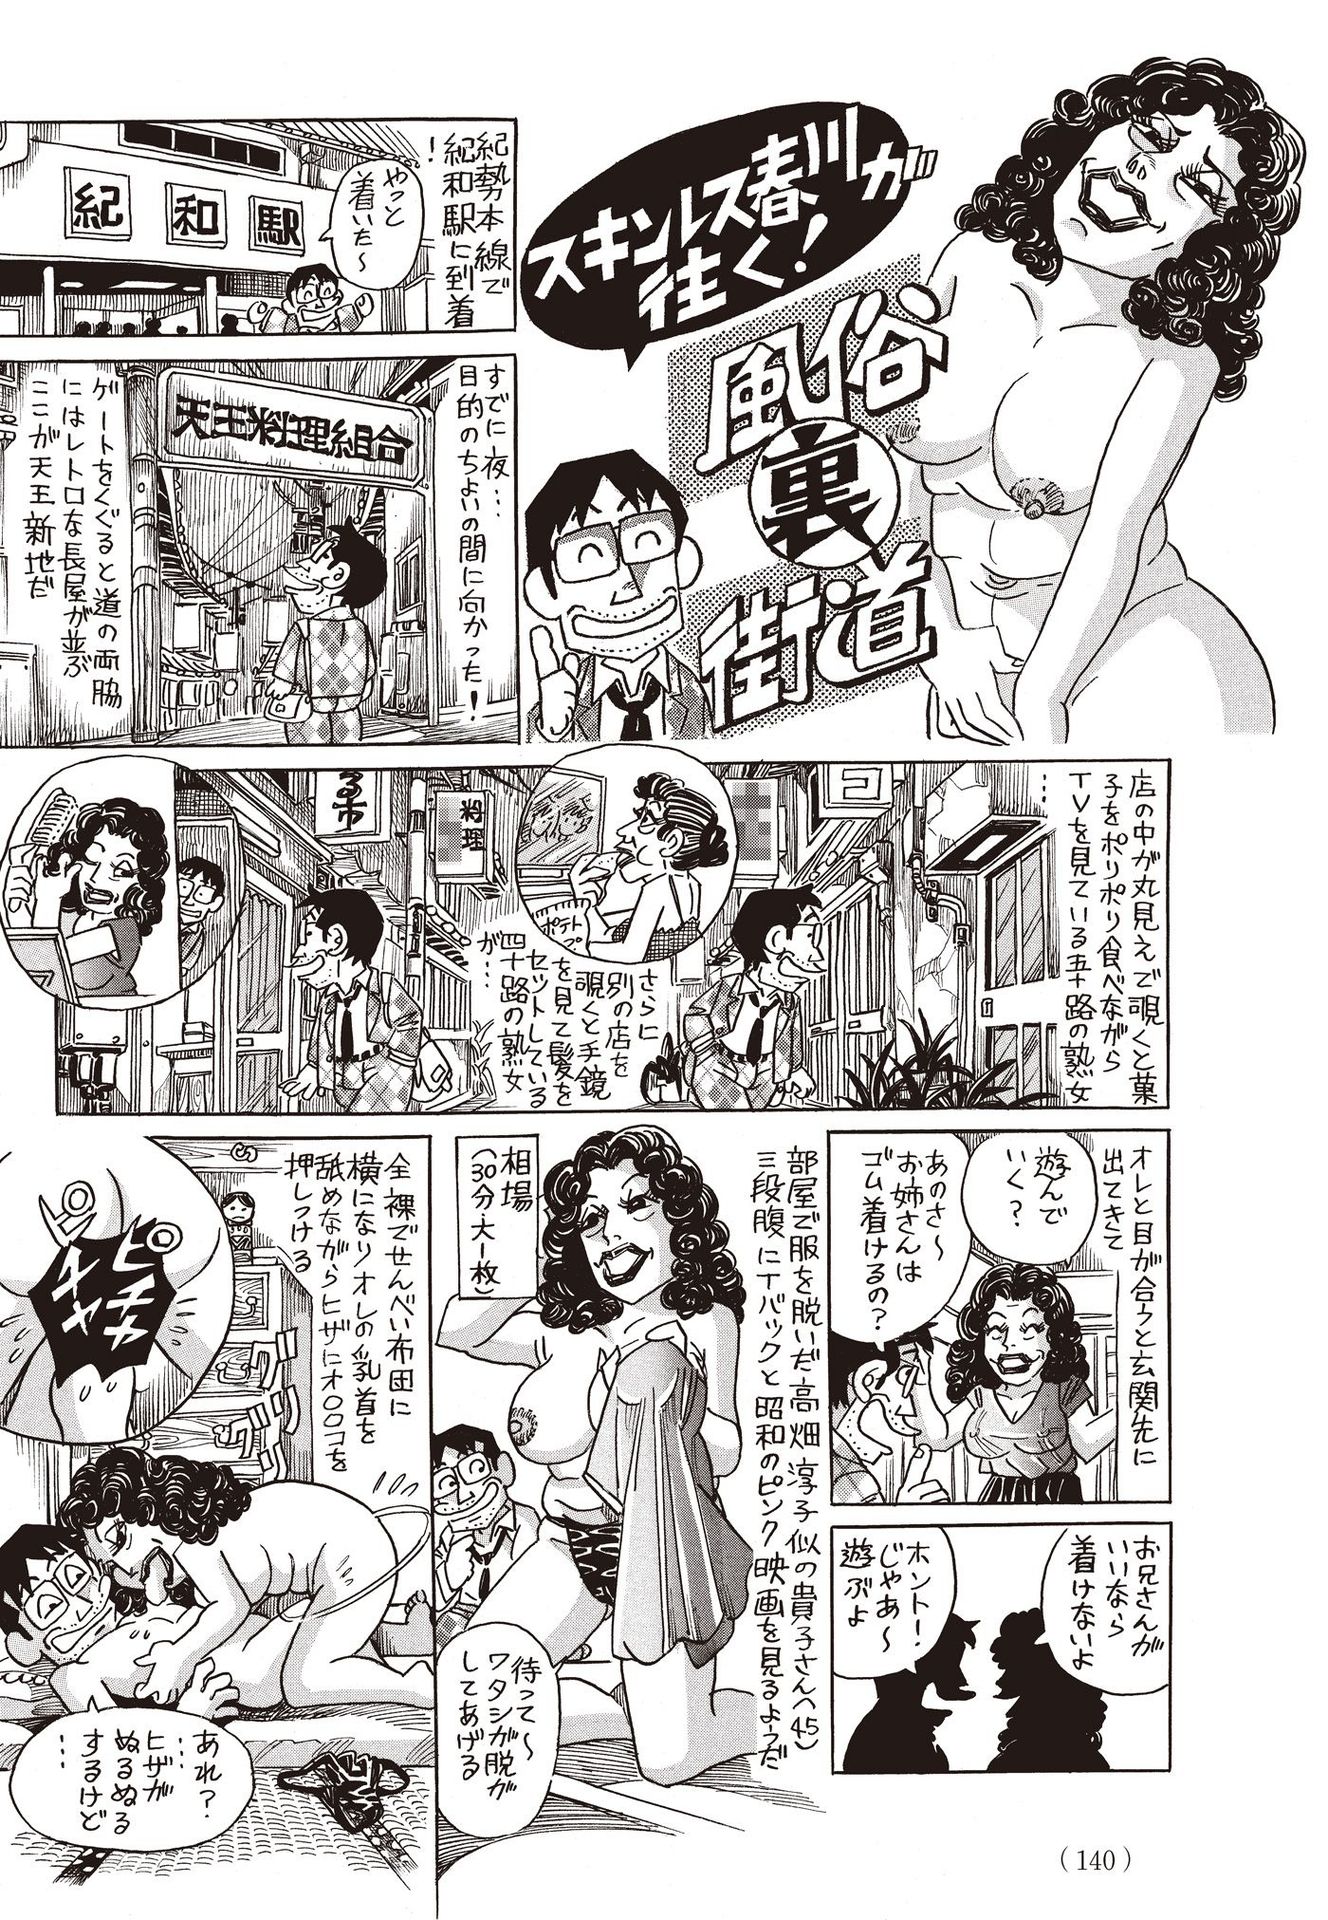 スキンレス春川が
往く！
風俗
裏
街道
紀勢本線で
紀和駅に到着
！
やっと
着いた〜
紀和駅
すでに夜…
目的のちょいの間に向かった！
天王料理組合
ゲートをくぐると道の両脇
にはレトロな長屋が並ぶ
ここが天王新地だ
店の中が丸見えで覗くと菓
子をポリポリ食べながら
TVを見ている五十路の熟女
…
ポテト
さらに
別の店を
覗くと手鏡
を見て髪を
セットしている
四十路の熟女
が…
料理
オレと目が合うと玄関先に
出てきて
遊んで
いく？
あのさ〜
お姉さんは
ゴム着けるの？
お兄さんが
いいなら
着けないよ
ホント！
じゃあ〜
遊ぶよ
部屋で服を脱いだ高畑淳子似の貴子さん（45）
三段腹にTバックと昭和のピンク映画を見るようだ
相場
（30分・大一枚）
待って〜
ワタシが脱が
してあげる
全裸でせんべい布団に
横になりオレの乳首を
舐めながらヒザにオ〇〇コを
押しつける
ピチャ
ピチャ
あれ？
…ヒザが
ぬるぬる
するけど
…
（140）